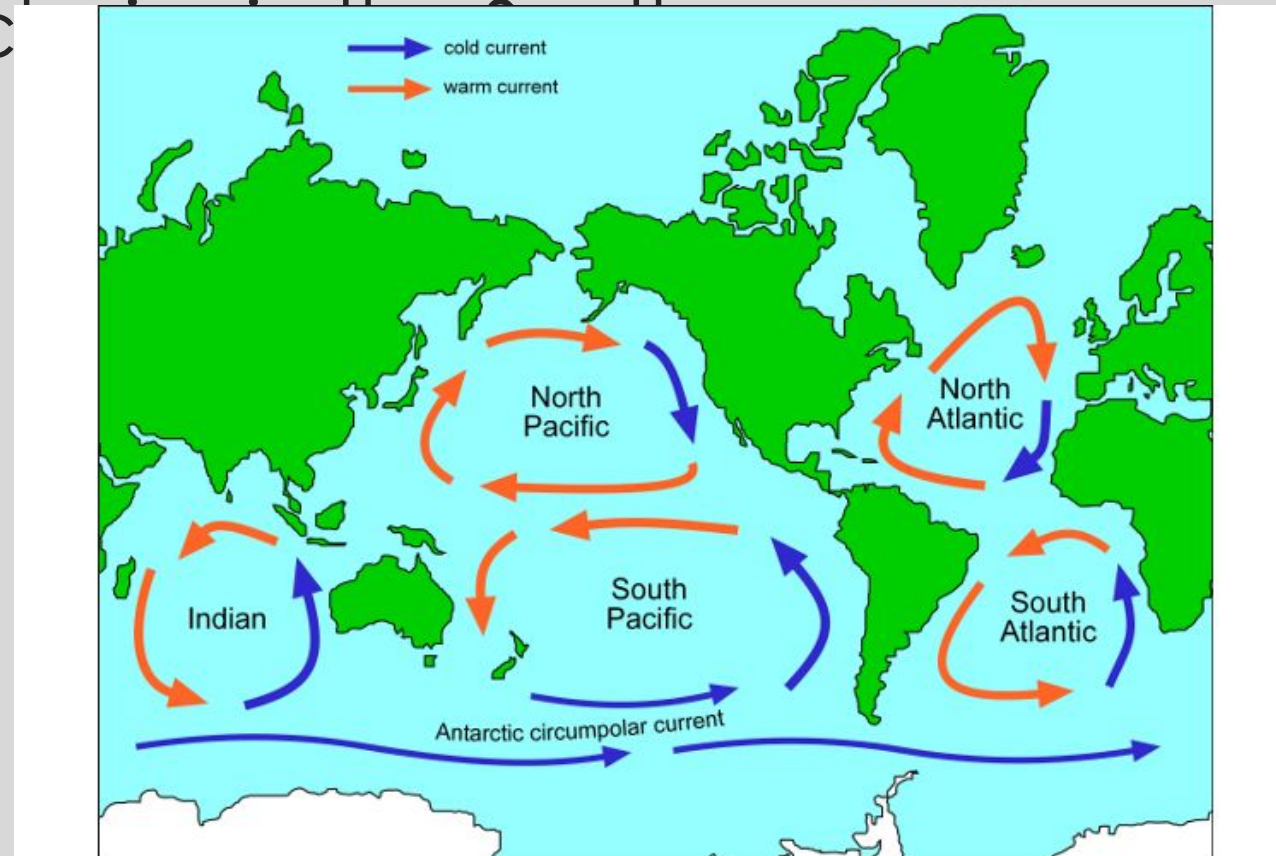 cold current
warm current
North
Pacific
North
Atlantic
Indian
South
Pacific
South
Atlantic
Antarctic circumpolar current